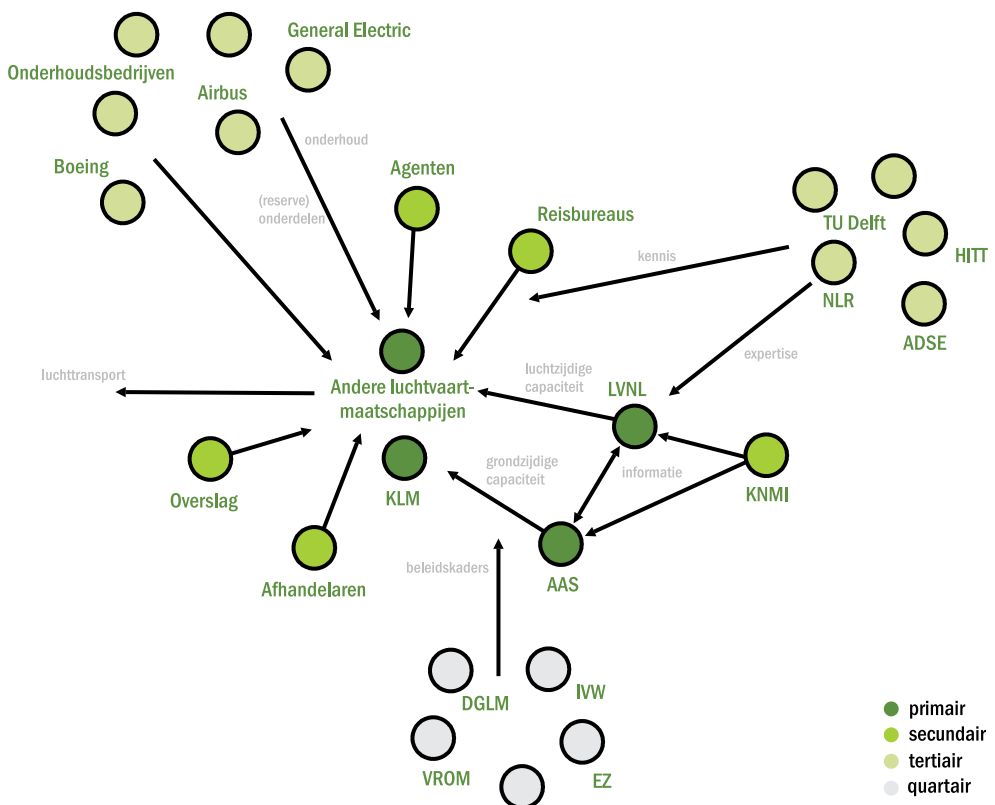 General Electric
Onderhoudsbedrijven
Airbus
onderhoud
Boeing
Agenten
(reserve)
onderdelen
Reisbureaus
TU Delft
kennis
HITT
NLR
ADSE
expertise
luchttransport
luchtzijdige
capaciteit
LVNL
Andere luchtvaart-
maatschappijen
grondzijdige
capaciteit
informatie
KNMI
Overslag
KLM
beleidskaders
AAS
Afhandelaren
DGLM
IVW
VROM
EZ
primair
secundair
tertiair
quartair